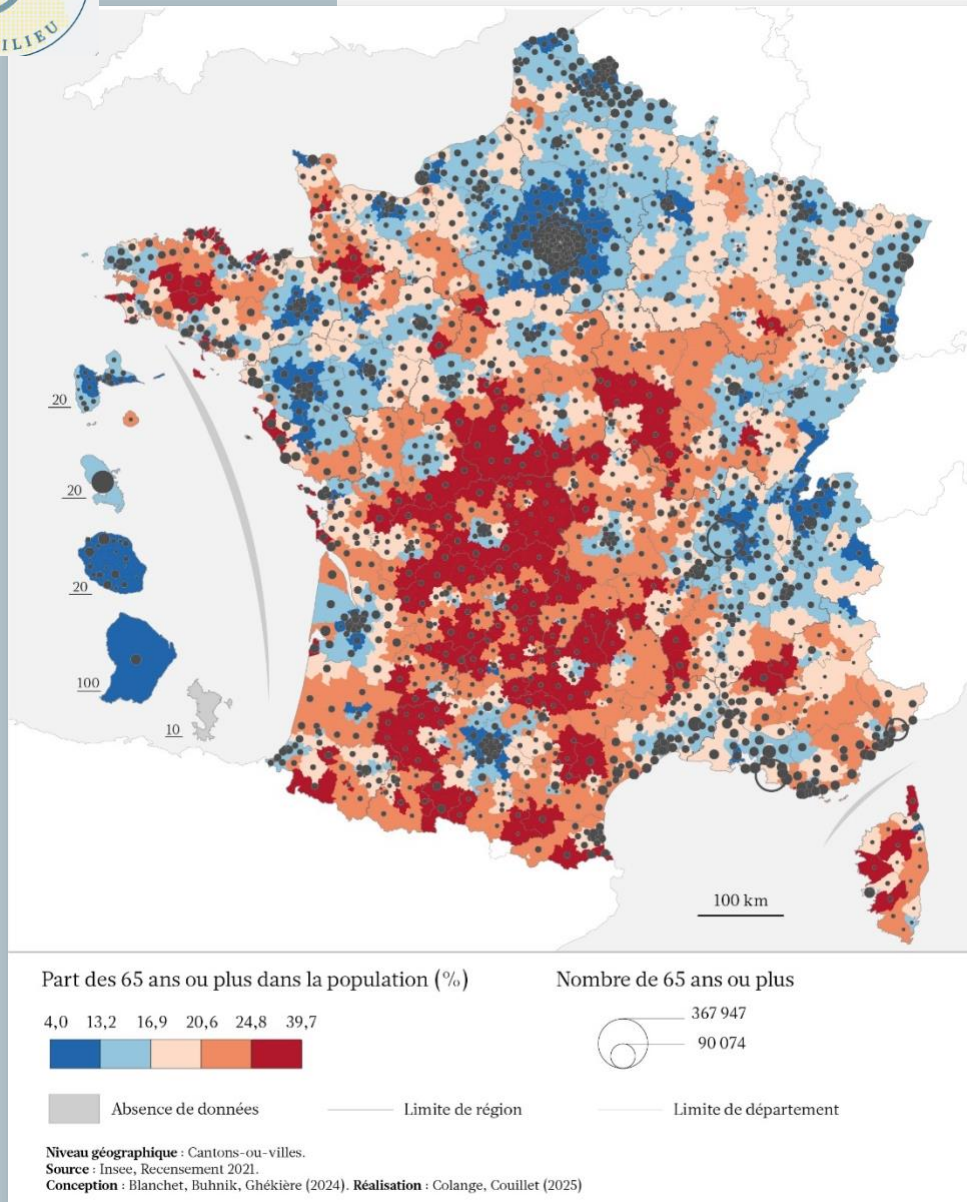 ILIEU
20
20
20
100
10
100 km
Part des 65 ans ou plus dans la population (%)
4,0 13,2 16,9 20,6 24,8 39,7
Nombre de 65 ans ou plus
367 947
90 074
Absence de données
Limite de région
Limite de département
Niveau géographique : Cantons-ou-villes.
Source : Insee, Recensement 2021.
Conception : Blanchet, Buhnik, Ghékière (2024). Réalisation : Colange, Couillet (2025)